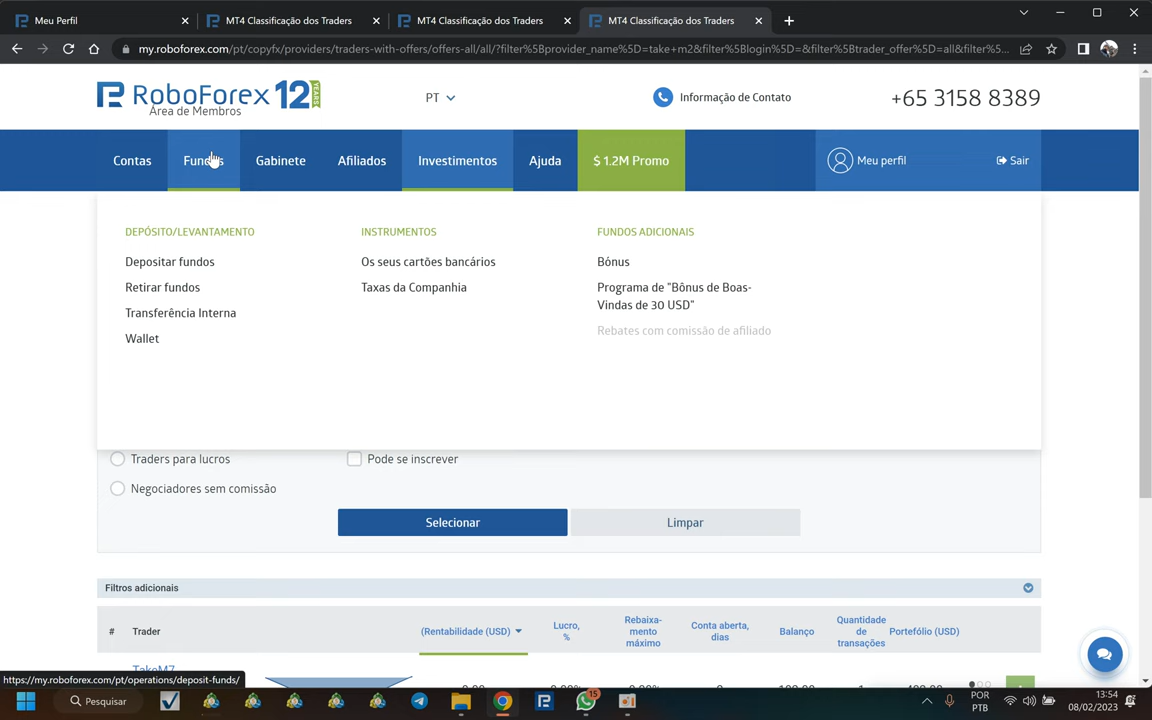 Meu Perfil
MT4 Classificação dos Traders
MT4 Classificação dos Traders
MT4 Classificação dos Traders
my.roboforex.com/pt/copyfx/providers/traders-with-offers/offers-all/all/?filter%5Bprovider_name%5D=take+m2&filter%5Blogin%5D=&filter%5Btrader_offer%5D=all&filter%5...
RoboForex 12 YEARS
Área de Membros
PT
Informação de Contato
+65 3158 8389
Contas
Fundos
Gabinete
Afiliados
Investimentos
Ajuda
$ 1.2M Promo
Meu perfil
Sair
DEPÓSITO/LEVANTAMENTO
Depositar fundos
Retirar fundos
Transferência Interna
Wallet
INSTRUMENTOS
Os seus cartões bancários
Taxas da Companhia
FUNDOS ADICIONAIS
Bónus
Programa de "Bônus de Boas-
Vindas de 30 USD"
Rebates com comissão de afiliado
Traders para lucros
Pode se inscrever
Negociadores sem comissão
Selecionar
Limpar
Filtros adicionais
#
Trader
(Rentabilidade (USD)
Lucro,
%
Rebaixa-
mento
máximo
Conta aberta,
dias
Balanço
Quantidade
de
transações
Portefólio (USD)
TakeM7
https://my.roboforex.com/pt/operations/deposit-funds/
Pesquisar
15
POR
PTB
13:54
08/02/2023